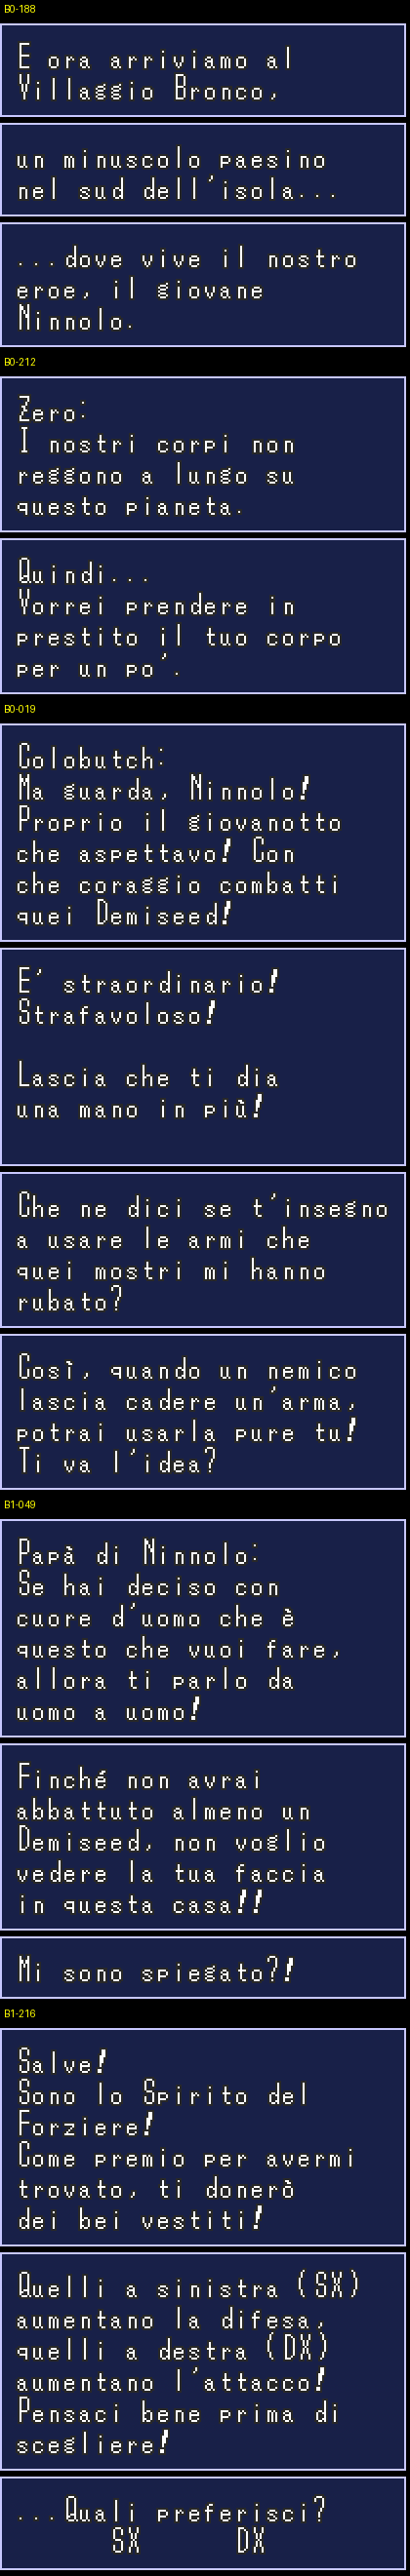 B0-188
E ora arriviamo al
Villaggio Bronco,
un minuscolo paesino
nel sud dell'isola...
...dove vive il nostro
eroe, il giovane
Ninnolo.
B0-212
Zero:
I nostri corpi non
reggono a lungo su
questo pianeta.
Quindi...
Vorrei prendere in
prestito il tuo corpo
per un po'.
B0-019
Colobutch:
Ma guarda, Ninnolo!
Proprio il giovanotto
che aspettavo! Con
che coraggio combatti
quei Demiseed!
E' straordinario!
Strafavoloso!
Lascia che ti dia
una mano in più!
Che ne dici se t'insegno
a usare le armi che
quei mostri mi hanno
rubato?
Così, quando un nemico
lascia cadere un'arma,
potrai usarla pure tu!
Ti va l'idea?
B1-049
Papà di Ninnolo:
Se hai deciso con
cuore d'uomo che è
questo che vuoi fare,
allora ti parlo da
uomo a uomo!
Finché non avrai
abbattuto almeno un
Demiseed, non voglio
vedere la tua faccia
in questa casa!!
Mi sono spiegato?!
B1-216
Salve!
Sono lo Spirito del
Forziere!
Come premio per avermi
trovato, ti donerò
dei bei vestiti!
Quelli a sinistra (SX)
aumentano la difesa,
quelli a destra (DX)
aumentano l'attacco!
Pensaci bene prima di
scegliere!
...Quali preferisci?
SX DX